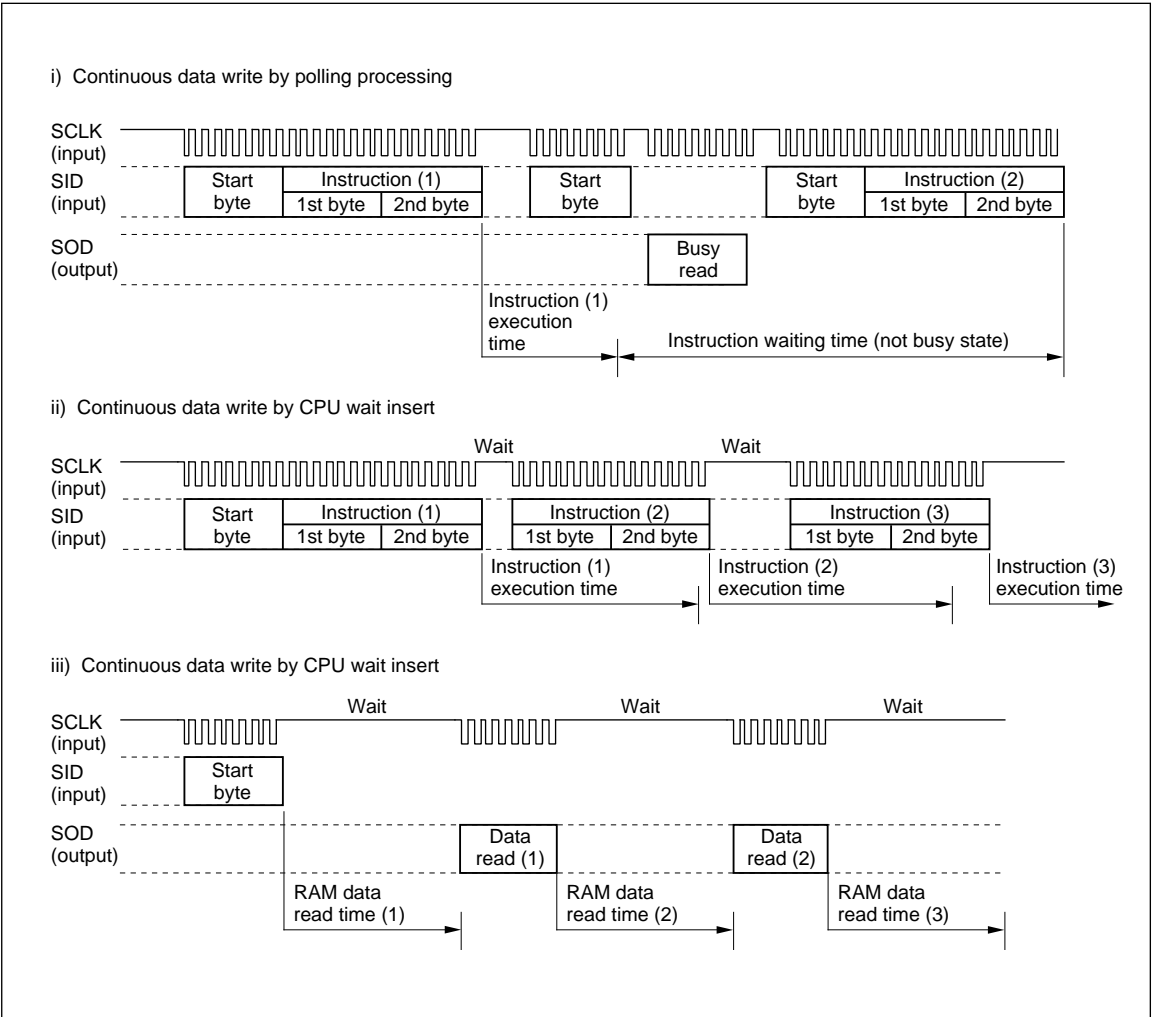 i) Continuous data write by polling processing
SCLK
(input)
SID
(input)
Start
byte
Instruction (1)
1st byte 2nd byte
Start
byte
Start
byte
Instruction (2)
1st byte 2nd byte
SOD
(output)
Busy
read
Instruction (1)
execution
time
Instruction waiting time (not busy state)
ii) Continuous data write by CPU wait insert
Wait Wait
SCLK
(input)
SID
(input)
Start
byte
Instruction (1)
1st byte 2nd byte
Instruction (2)
1st byte 2nd byte
Instruction (3)
1st byte 2nd byte
Instruction (1)
execution time
Instruction (2)
execution time
Instruction (3)
execution time
iii) Continuous data write by CPU wait insert
Wait Wait Wait
SCLK
(input)
SID
(input)
Start
byte
SOD
(output)
Data
read (1)
Data
read (2)
RAM data
read time (1)
RAM data
read time (2)
RAM data
read time (3)